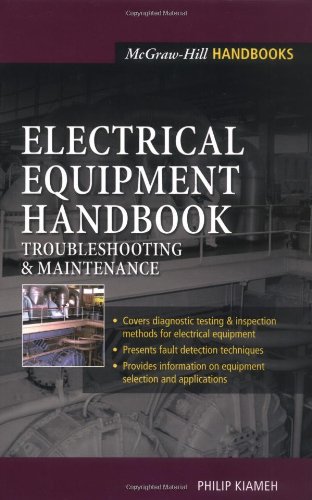 McGraw-Hill HANDBOOKS
ELECTRICAL
EQUIPMENT
HANDBOOK
TROUBLESHOOTING
& MAINTENANCE
• Covers diagnostic testing & inspection
methods for electrical equipment
• Presents fault detection techniques
• Provides information on equipment
selection and applications
PHILIP KIAMEH